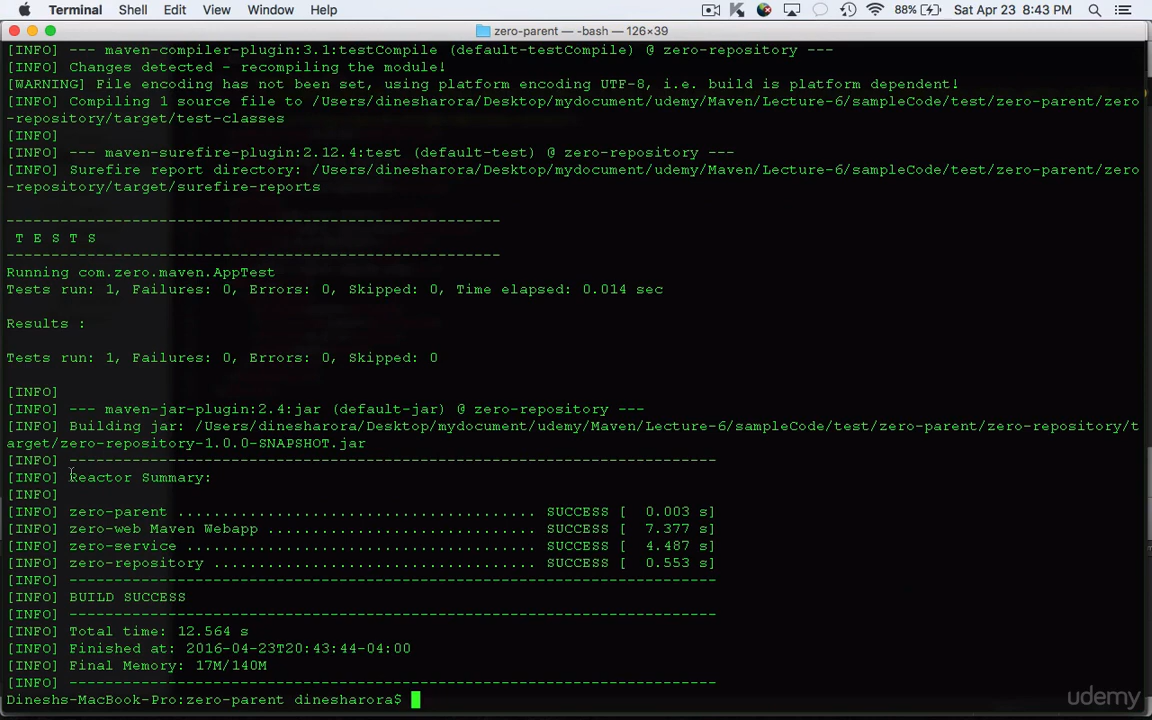 Terminal Shell Edit View Window Help 88% Sat Apr 23 8:43 PM
zero-parent — -bash — 126×39
[INFO] --- maven-compiler-plugin:3.1:testCompile (default-testCompile) @ zero-repository ---
[INFO] Changes detected - recompiling the module!
[WARNING] File encoding has not been set, using platform encoding UTF-8, i.e. build is platform dependent!
[INFO] Compiling 1 source file to /Users/dinesharora/Desktop/mydocument/udemy/Maven/Lecture-6/sampleCode/test/zero-parent/zero
-repository/target/test-classes
[INFO]
[INFO] --- maven-surefire-plugin:2.12.4:test (default-test) @ zero-repository ---
[INFO] Surefire report directory: /Users/dinesharora/Desktop/mydocument/udemy/Maven/Lecture-6/sampleCode/test/zero-parent/zero
-repository/target/surefire-reports
-------------------------------------------------------
T E S T S
-------------------------------------------------------
Running com.zero.maven.AppTest
Tests run: 1, Failures: 0, Errors: 0, Skipped: 0, Time elapsed: 0.014 sec
Results :
Tests run: 1, Failures: 0, Errors: 0, Skipped: 0
[INFO]
[INFO] --- maven-jar-plugin:2.4:jar (default-jar) @ zero-repository ---
[INFO] Building jar: /Users/dinesharora/Desktop/mydocument/udemy/Maven/Lecture-6/sampleCode/test/zero-parent/zero-repository/t
arget/zero-repository-1.0.0-SNAPSHOT.jar
[INFO] ------------------------------------------------------------------------
[INFO] Reactor Summary:
[INFO]
[INFO] zero-parent ........................................ SUCCESS [  0.003 s]
[INFO] zero-web Maven Webapp .............................. SUCCESS [  7.377 s]
[INFO] zero-service ....................................... SUCCESS [  4.487 s]
[INFO] zero-repository .................................... SUCCESS [  0.553 s]
[INFO] ------------------------------------------------------------------------
[INFO] BUILD SUCCESS
[INFO] ------------------------------------------------------------------------
[INFO] Total time: 12.564 s
[INFO] Finished at: 2016-04-23T20:43:44-04:00
[INFO] Final Memory: 17M/140M
[INFO] ------------------------------------------------------------------------
Dineshs-MacBook-Pro:zero-parent dinesharora$
udemy